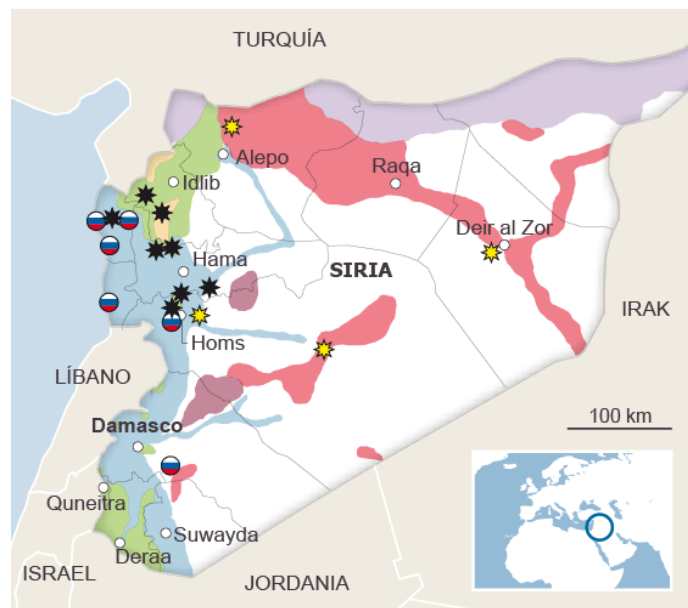 TURQUÍA
Alepo
Idlib
Raqa
Deir al Zor
Hama
SIRIA
IRAK
Homs
LÍBANO
100 km
Damasco
Quneitra
Suwayda
Deraa
ISRAEL
JORDANIA